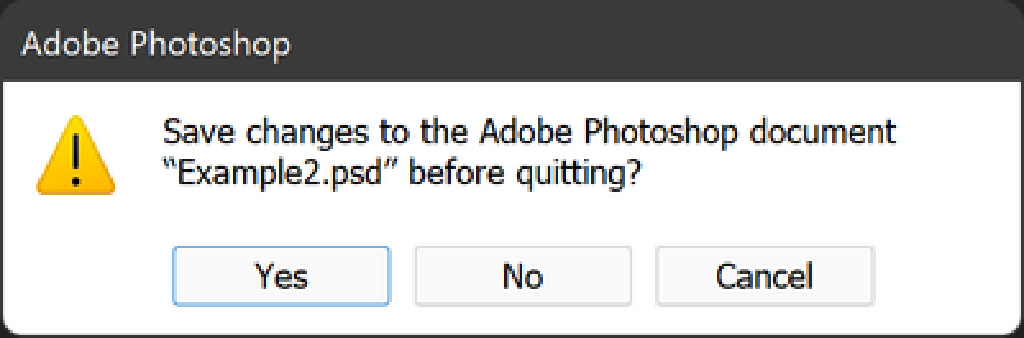 Adobe Photoshop
Save changes to the Adobe Photoshop document
“Example2.psd” before quitting?
Yes No Cancel